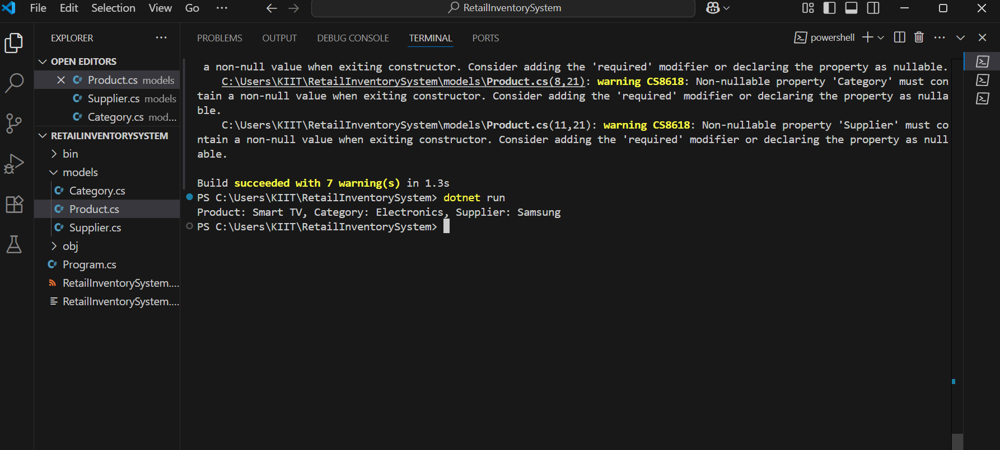 File Edit Selection View Go ··· RetailInventorySystem
EXPLORER ···
OPEN EDITORS
Product.cs models
Supplier.cs models
Category.cs mod...
RETAILINVENTORYSYSTEM
bin
models
Category.cs
Product.cs
Supplier.cs
obj
Program.cs
RetailInventorySystem....
RetailInventorySystem....
PROBLEMS OUTPUT DEBUG CONSOLE TERMINAL PORTS
powershell
a non-null value when exiting constructor. Consider adding the 'required' modifier or declaring the property as nullable.
C:\Users\KIIT\RetailInventorySystem\models\Product.cs(8,21): warning CS8618: Non-nullable property 'Category' must con
tain a non-null value when exiting constructor. Consider adding the 'required' modifier or declaring the property as nulla
ble.
C:\Users\KIIT\RetailInventorySystem\models\Product.cs(11,21): warning CS8618: Non-nullable property 'Supplier' must co
ntain a non-null value when exiting constructor. Consider adding the 'required' modifier or declaring the property as null
able.
Build succeeded with 7 warning(s) in 1.3s
PS C:\Users\KIIT\RetailInventorySystem> dotnet run
Product: Smart TV, Category: Electronics, Supplier: Samsung
PS C:\Users\KIIT\RetailInventorySystem>